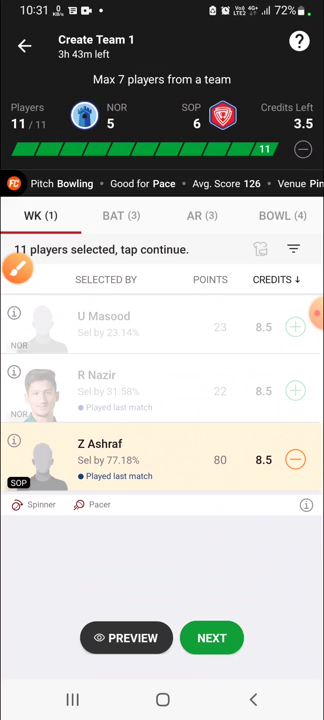 10:31 72%
Create Team 1
3h 43m left
?
Max 7 players from a team
Players NOR SOP Credits Left
11 / 11 5 6 3.5
11
FC Pitch Bowling • Good for Pace • Avg. Score 126 • Venue Pin
WK (1) BAT (3) AR (3) BOWL (4)
11 players selected, tap continue.
SELECTED BY POINTS CREDITS ↓
U Masood
Sel by 23.14% 23 8.5
NOR
R Nazir
Sel by 31.58% 22 8.5
Played last match
NOR
Z Ashraf
Sel by 77.18% 80 8.5
Played last match
SOP
Spinner Pacer
PREVIEW NEXT